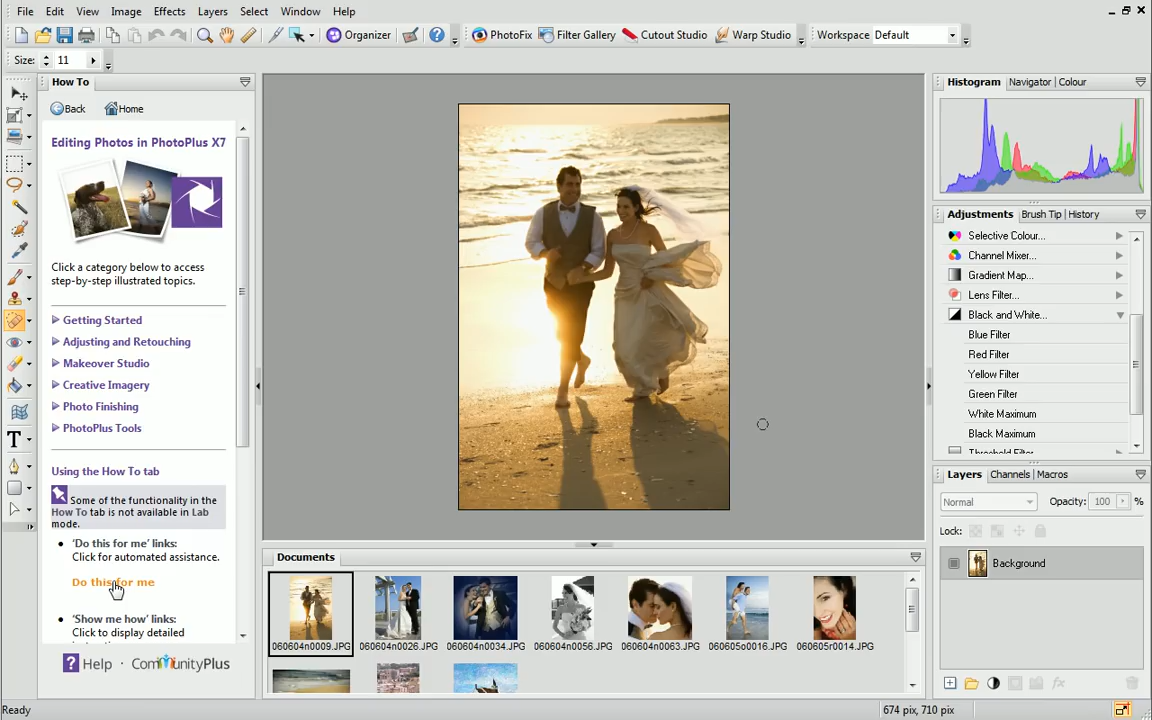 File Edit View Image Effects Layers Select Window Help
Organizer PhotoFix Filter Gallery Cutout Studio Warp Studio Workspace Default
Size: 11
How To
Back Home
Editing Photos in PhotoPlus X7
Click a category below to access
step-by-step illustrated topics.
Getting Started
Adjusting and Retouching
Makeover Studio
Creative Imagery
Photo Finishing
PhotoPlus Tools
Using the How To tab
Some of the functionality in the
How To tab is not available in Lab
mode.
'Do this for me' links:
Click for automated assistance.
Do this for me
'Show me how' links:
Click to display detailed
Help · CommunityPlus
Documents
060604n0009.JPG 060604n0026.JPG 060604n0034.JPG 060604n0056.JPG 060604n0063.JPG 060605n0016.JPG 060605r0014.JPG
Histogram Navigator | Colour
Adjustments Brush Tip | History
Selective Colour...
Channel Mixer...
Gradient Map...
Lens Filter...
Black and White...
Blue Filter
Red Filter
Yellow Filter
Green Filter
White Maximum
Black Maximum
Threshold Filter
Layers Channels | Macros
Normal Opacity: 100 %
Lock:
Background
Ready 674 pix, 710 pix